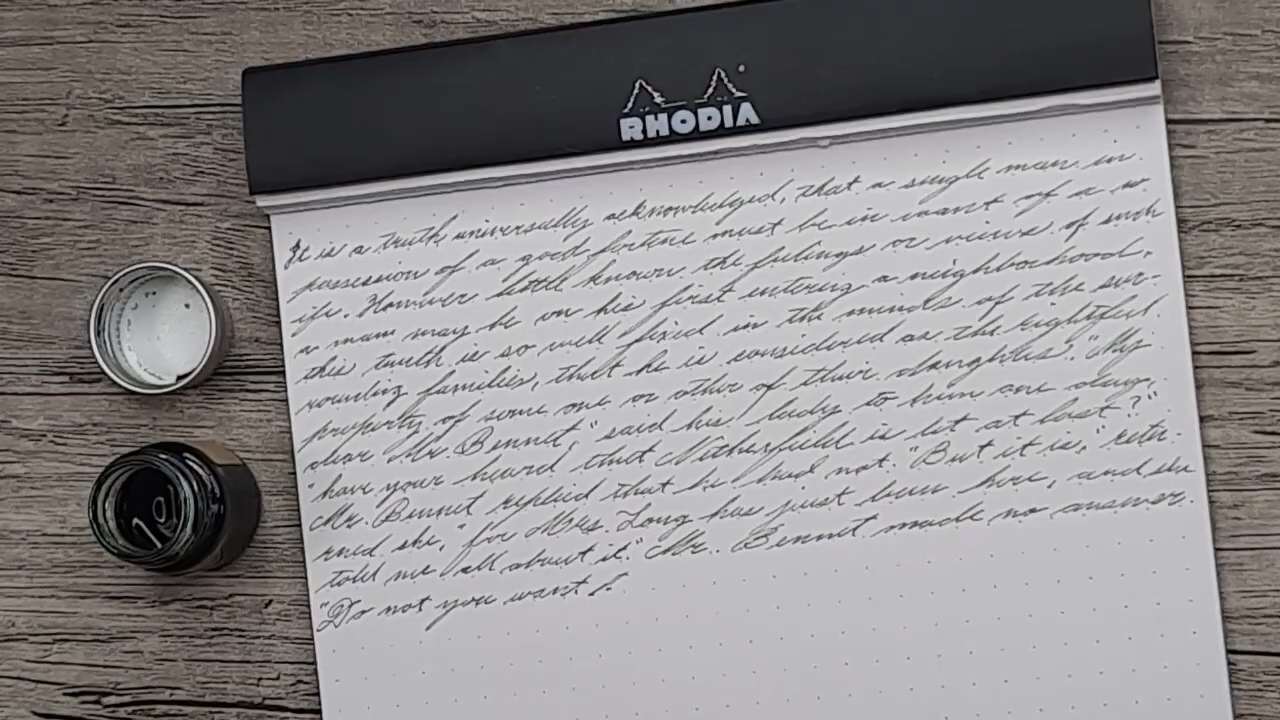 RHODIA
It is a truth universally acknowledged, that a single man in
possession of a good fortune must be in want of a w
ife. However little known the feelings or views of such
a man may be on his first entering a neighborhood,
this truth is so well fixed in the minds of the sur-
rounding families, that he is considered as the rightful
property of some one or other of their daughters. "My
dear Mr. Bennet," said his lady to him one day,
"have your heard that Netherfield is let at last?"
Mr. Bennet replied that he had not. "But it is," retu-
rned she, "for Mrs. Long has just been here, and she
told me all about it." Mr. Bennet made no answer.
"Do not you want